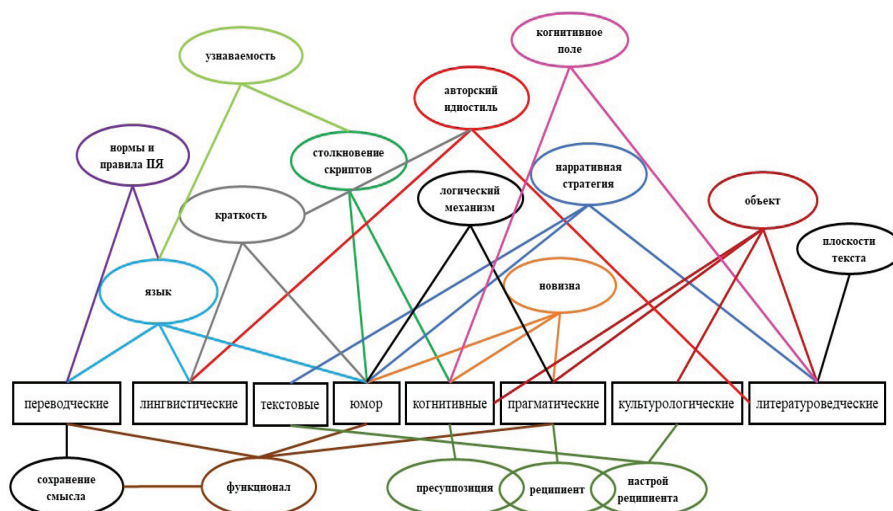 когнитивное
поле
узнаваемость
авторский
идиостиль
нормы и
правила ПЯ
столкновение
скриптов
логический
механизм
нарративная
стратегия
объект
краткость
плоскости
текста
язык
новизна
переводческие
лингвистические
текстовые
юмор
когнитивные
прагматические
культурологические
литературоведческие
сохранение
смысла
функционал
пресуппозиция
реципиент
настрой
реципиента